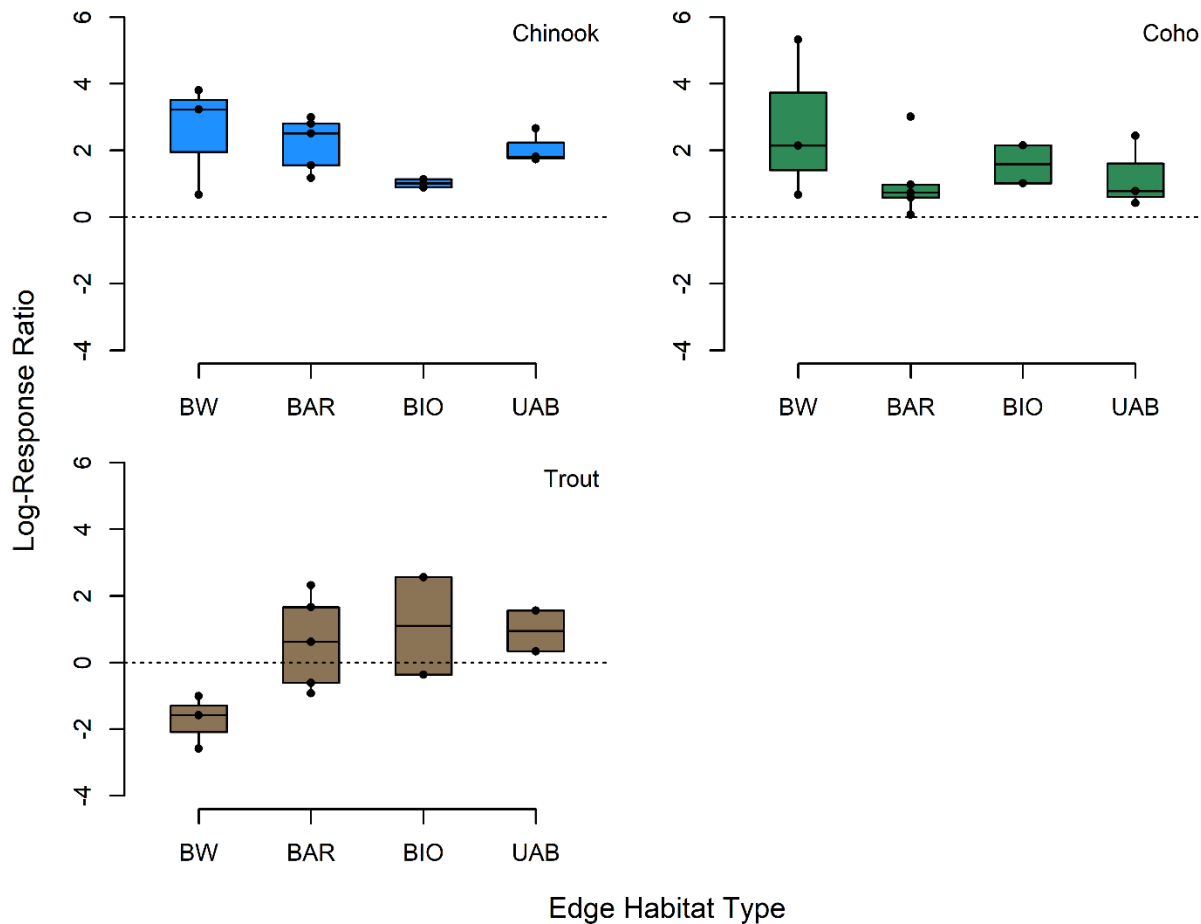 Chinook
6
4
2
0
-2
-4
BW BAR BIO UAB
Coho
6
4
2
0
-2
-4
BW BAR BIO UAB
Trout
6
4
2
0
-2
-4
BW BAR BIO UAB
Log-Response Ratio
Edge Habitat Type